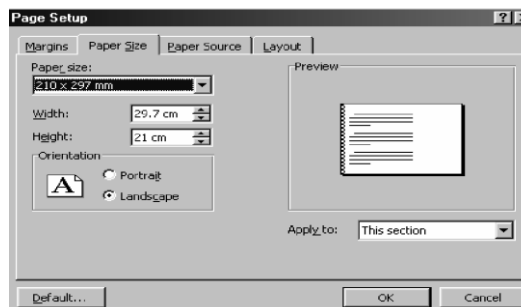 Page Setup
Margins Paper Size Paper Source Layout
Paper size:
210 x 297 mm
Width: 29.7 cm
Height: 21 cm
Orientation
A
Portrait
Landscape
Preview
Apply to: This section
Default... OK Cancel